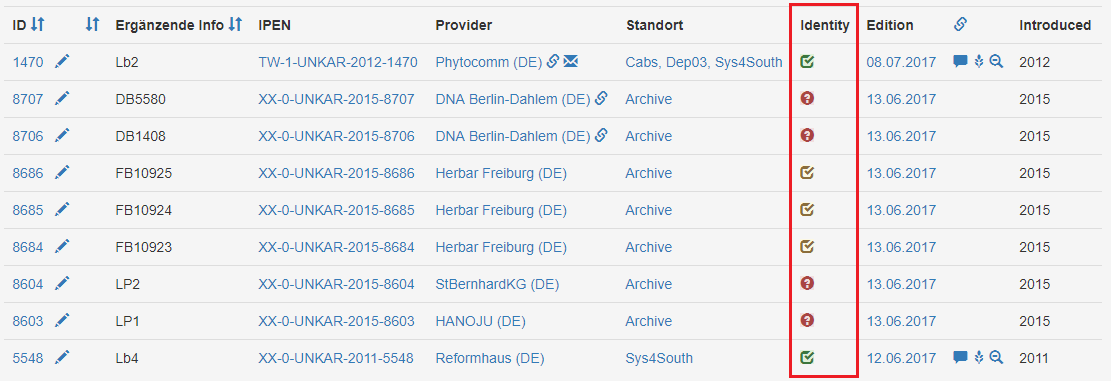 ID Ergänzende Info IPEN Provider Standort Identity Edition Introduced
1470 Lb2 TW-1-UNKAR-2012-1470 Phytocomm (DE) Cabs, Dep03, Sys4South 08.07.2017 2012
8707 DB5580 XX-0-UNKAR-2015-8707 DNA Berlin-Dahlem (DE) Archive 13.06.2017 2015
8706 DB1408 XX-0-UNKAR-2015-8706 DNA Berlin-Dahlem (DE) Archive 13.06.2017 2015
8686 FB10925 XX-0-UNKAR-2015-8686 Herbar Freiburg (DE) Archive 13.06.2017 2015
8685 FB10924 XX-0-UNKAR-2015-8685 Herbar Freiburg (DE) Archive 13.06.2017 2015
8684 FB10923 XX-0-UNKAR-2015-8684 Herbar Freiburg (DE) Archive 13.06.2017 2015
8604 LP2 XX-0-UNKAR-2015-8604 StBernhardKG (DE) Archive 13.06.2017 2015
8603 LP1 XX-0-UNKAR-2015-8603 HANOJU (DE) Archive 13.06.2017 2015
5548 Lb4 XX-0-UNKAR-2011-5548 Reformhaus (DE) Sys4South 12.06.2017 2011